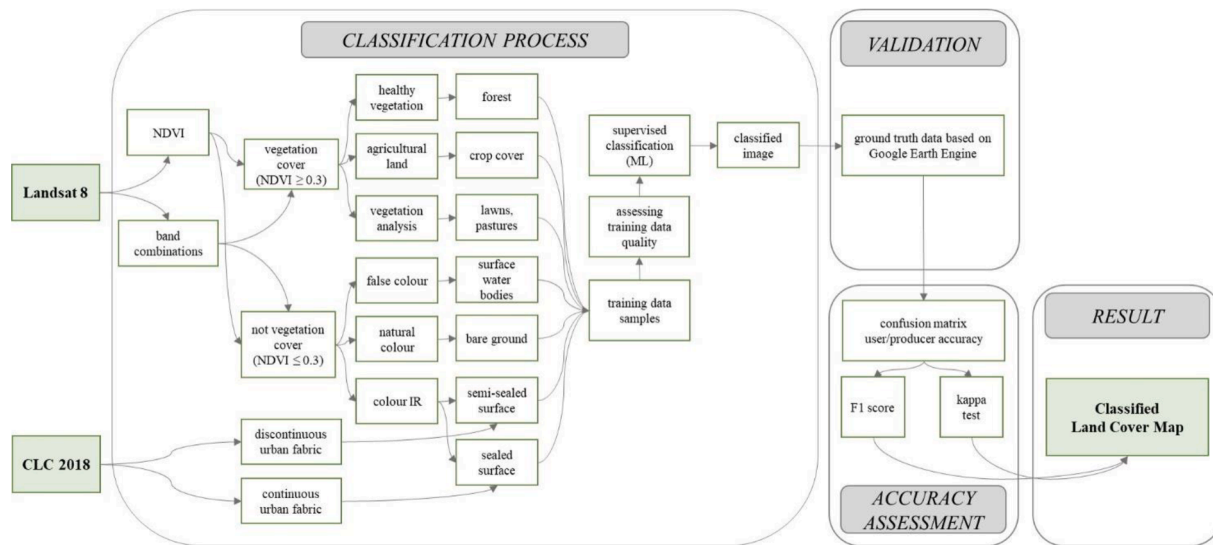 CLASSIFICATION PROCESS
VALIDATION
Landsat 8
CLC 2018
NDVI
band
combinations
vegetation
cover
(NDVI ≥ 0.3)
not vegetation
cover
(NDVI ≤ 0.3)
discontinuous
urban fabric
continuous
urban fabric
healthy
vegetation
agricultural
land
vegetation
analysis
false colour
natural
colour
colour IR
forest
crop cover
lawns,
pastures
surface
water
bodies
bare ground
semi-sealed
surface
sealed
surface
supervised
classification
(ML)
assessing
training data
quality
training data
samples
classified
image
ground truth data based on
Google Earth Engine
confusion matrix
user/producer accuracy
F1 score
kappa
test
ACCURACY
ASSESSMENT
RESULT
Classified
Land Cover Map